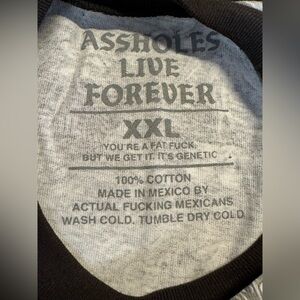 ASSHOLES
LIVE
FOREVER
XXL
YOU'RE A FAT FUCK.
BUT WE GET IT. IT'S GENETIC
100% COTTON
MADE IN MEXICO BY
ACTUAL FUCKING MEXICANS
WASH COLD. TUMBLE DRY COLD